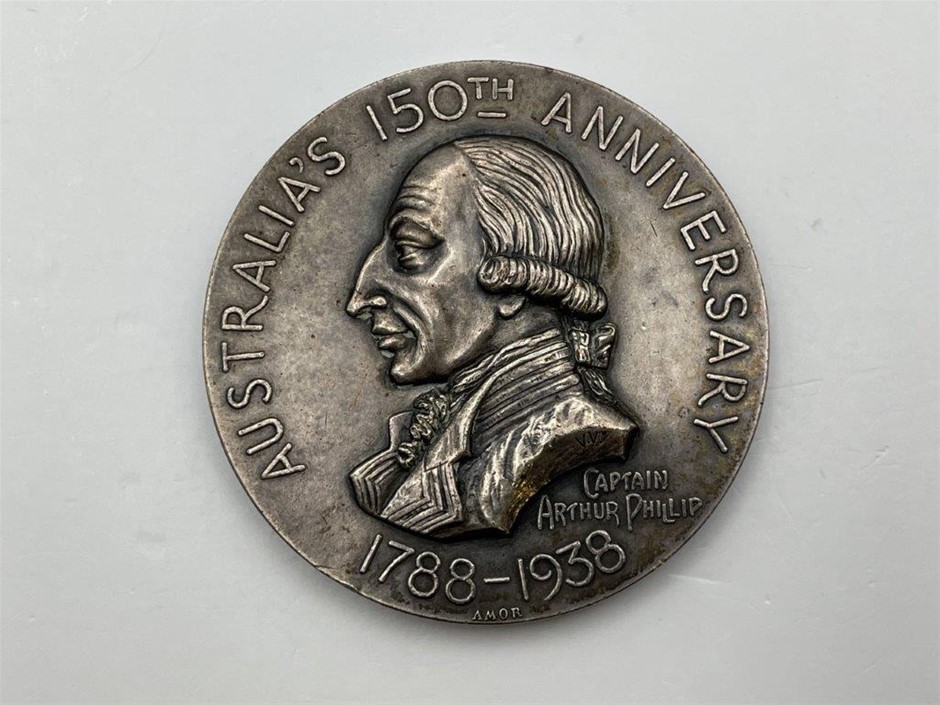 AUSTRALIA'S 150TH ANNIVERSARY
CAPTAIN
ARTHUR PHILLIP
1788-1938
AMOR